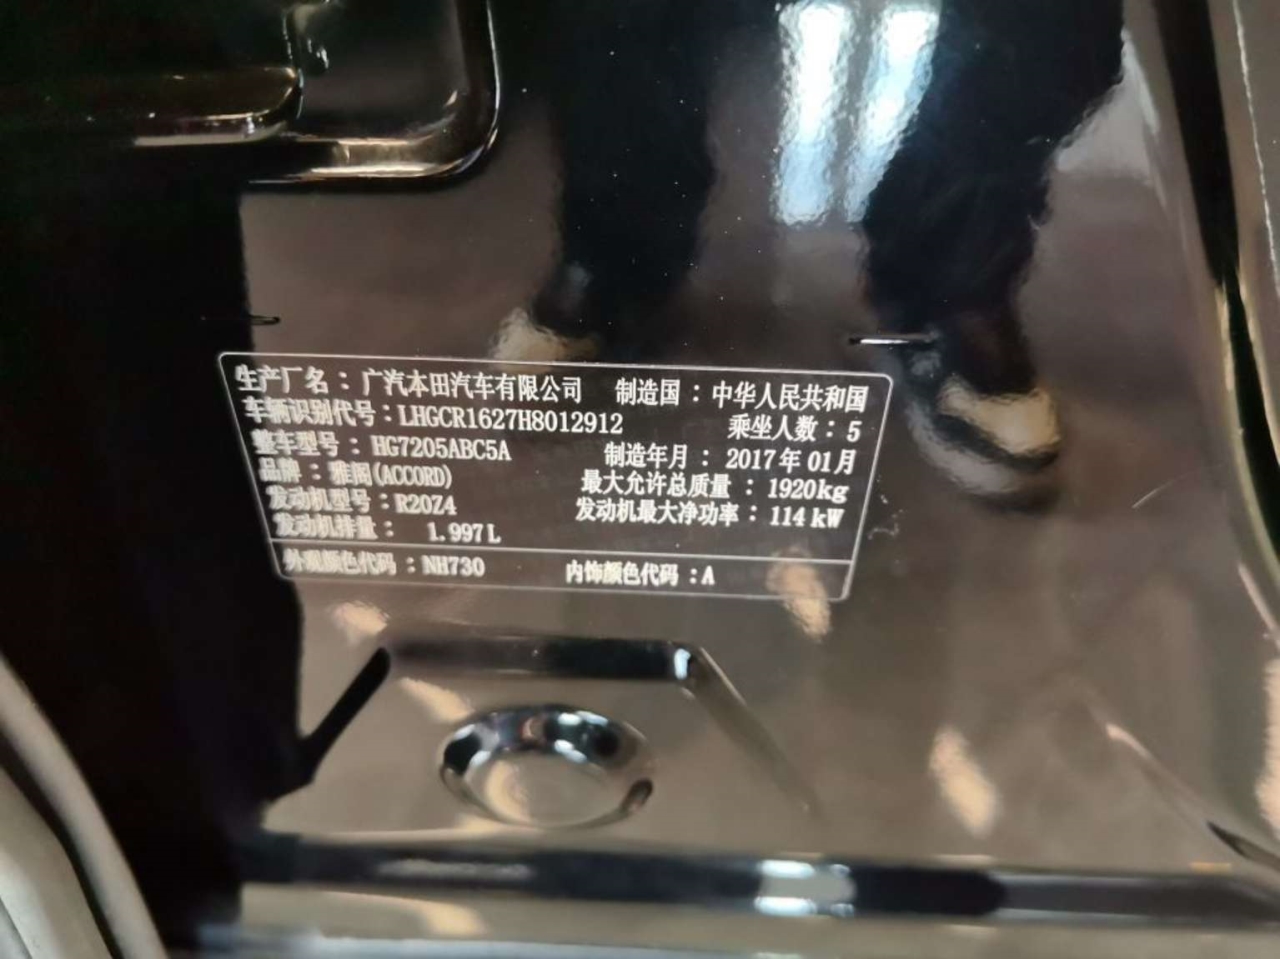 生产厂名：广汽本田汽车有限公司 制造国：中华人民共和国
车辆识别代号：LHGCR1627H8012912 乘坐人数：5
整车型号：HG7205ABC5A 制造年月：2017年01月
品牌：雅阁(ACCORD) 最大允许总质量：1920kg
发动机型号：R20Z4 发动机最大净功率：114kW
发动机排量：1.997L
外观颜色代码：NH730 内饰颜色代码：A